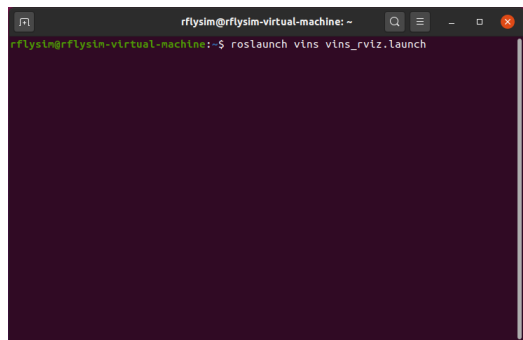 rflysim@rflysim-virtual-machine: ~
rflysim@rflysim-virtual-machine:~$ roslaunch vins vins_rviz.launch